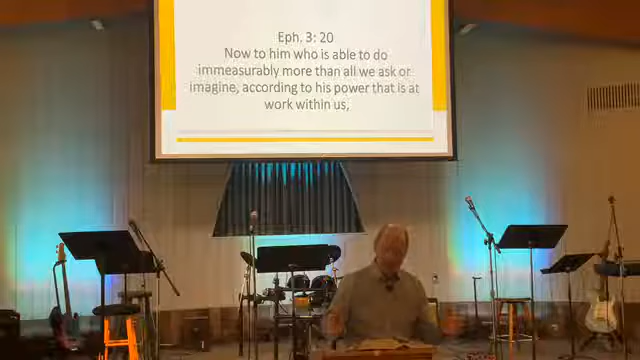 Eph. 3: 20
Now to him who is able to do
immeasurably more than all we ask or
imagine, according to his power that is at
work within us,